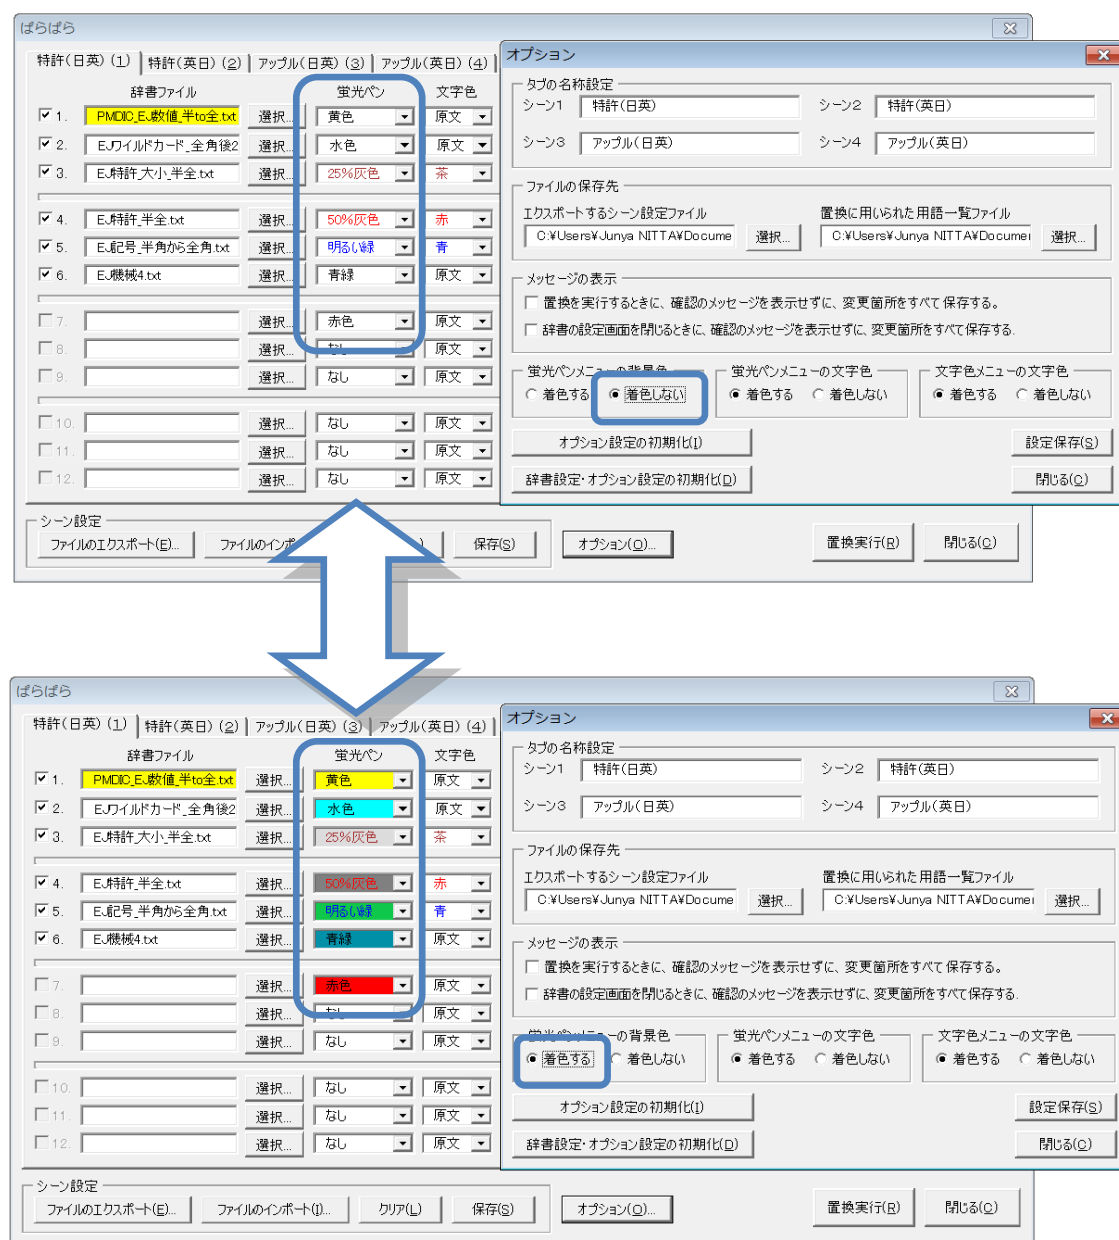 ぱらぱら
特許(日英) (1) 特許(英日) (2) アップル(日英) (3) アップル(英日) (4)
辞書ファイル 蛍光ペン 文字色
1. PMDIC_EJ数値_半to全.txt 選択... 黄色 原文
2. EJワイルドカード_全角後2 選択... 水色 原文
3. EJ特許_大小_半全.txt 選択... 25%灰色 茶
4. EJ特許_半全.txt 選択... 50%灰色 赤
5. EJ記号_半角から全角.txt 選択... 明るい緑 青
6. EJ機械4.txt 選択... 青緑 原文
7. 選択... 赤色 原文
8. 選択... なし 原文
9. 選択... なし 原文
10. 選択... なし 原文
11. 選択... なし 原文
12. 選択... なし 原文
シーン設定
ファイルのエクスポート(E)... ファイルのインポ 保存(S) オプション(O)... 置換実行(R) 閉じる(C)
オプション
タブの名称設定
シーン1 特許(日英) シーン2 特許(英日)
シーン3 アップル(日英) シーン4 アップル(英日)
ファイルの保存先
エクスポートするシーン設定ファイル 置換に用いられた用語一覧ファイル
C:¥Users¥Junya NITTA¥Docume 選択... C:¥Users¥Junya NITTA¥Documei 選択...
メッセージの表示
置換を実行するときに、確認のメッセージを表示せずに、変更箇所をすべて保存する。
辞書の設定画面を閉じるときに、確認のメッセージを表示せずに、変更箇所をすべて保存する.
蛍光ペンメニューの背景色 蛍光ペンメニューの文字色 文字色メニューの文字色
着色する 着色しない 着色する 着色しない 着色する 着色しない
オプション設定の初期化(I) 設定保存(S)
辞書設定・オプション設定の初期化(D) 閉じる(C)
ぱらぱら
特許(日英) (1) 特許(英日) (2) アップル(日英) (3) アップル(英日) (4)
辞書ファイル 蛍光ペン 文字色
1. PMDIC_EJ数値_半to全.txt 選択... 黄色 原文
2. EJワイルドカード_全角後2 選択... 水色 原文
3. EJ特許_大小_半全.txt 選択... 25%灰色 茶
4. EJ特許_半全.txt 選択... 50%灰色 赤
5. EJ記号_半角から全角.txt 選択... 明るい緑 青
6. EJ機械4.txt 選択... 青緑 原文
7. 選択... 赤色 原文
8. 選択... なし 原文
9. 選択... なし 原文
10. 選択... なし 原文
11. 選択... なし 原文
12. 選択... なし 原文
シーン設定
ファイルのエクスポート(E)... ファイルのインポート(I)... クリア(L) 保存(S) オプション(O)... 置換実行(R) 閉じる(C)
オプション
タブの名称設定
シーン1 特許(日英) シーン2 特許(英日)
シーン3 アップル(日英) シーン4 アップル(英日)
ファイルの保存先
エクスポートするシーン設定ファイル 置換に用いられた用語一覧ファイル
C:¥Users¥Junya NITTA¥Docume 選択... C:¥Users¥Junya NITTA¥Documei 選択...
メッセージの表示
置換を実行するときに、確認のメッセージを表示せずに、変更箇所をすべて保存する。
辞書の設定画面を閉じるときに、確認のメッセージを表示せずに、変更箇所をすべて保存する.
蛍光ペンメニューの背景色 蛍光ペンメニューの文字色 文字色メニューの文字色
着色する 着色しない 着色する 着色しない 着色する 着色しない
オプション設定の初期化(I) 設定保存(S)
辞書設定・オプション設定の初期化(D) 閉じる(C)